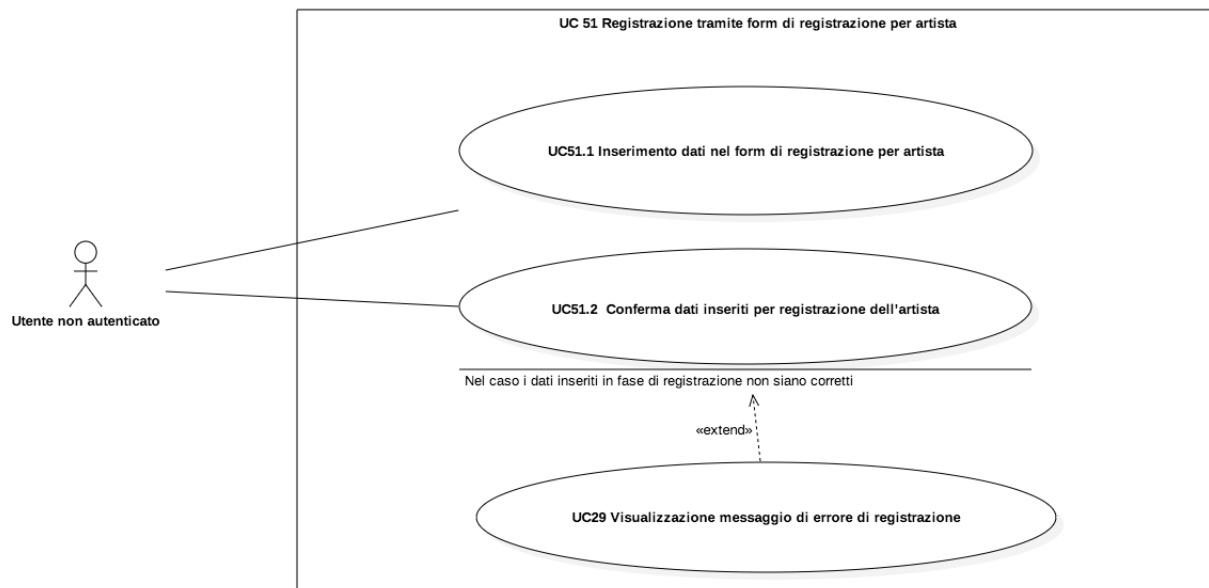 UC 51 Registrazione tramite form di registrazione per artista
UC51.1 Inserimento dati nel form di registrazione per artista
Utente non autenticato
UC51.2  Conferma dati inseriti per registrazione dell'artista
Nel caso i dati inseriti in fase di registrazione non siano corretti
«extend»
UC29 Visualizzazione messaggio di errore di registrazione